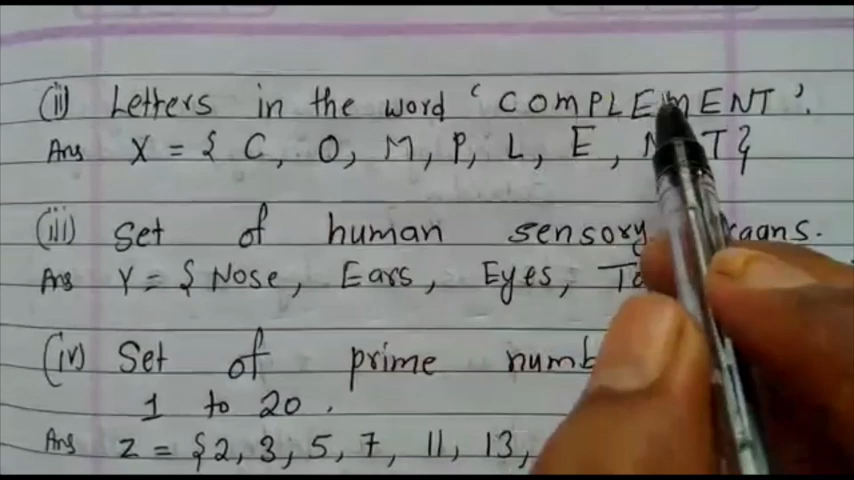 (ii) Letters in the word ' COMPLEMENT '.
Ans X = { C, O, M, P, L, E, T}
(iii) Set of human sensory
Ans Y = { Nose, Ears, Eyes,
(iv) Set of prime
1 to 20 .
Ans z = {2, 3, 5, 7, 11, 13,